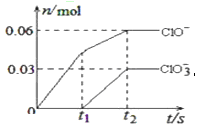 n/mol
0.06
ClO⁻
0.03
ClO₃⁻,
0
t₁
t₂
t/s